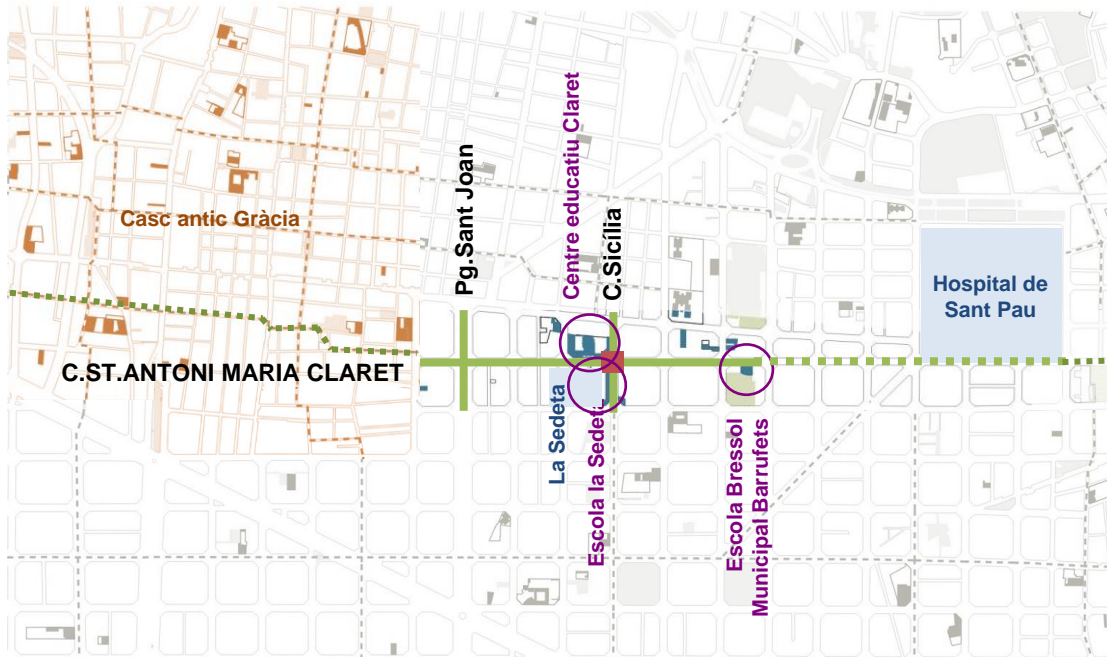 Centre educatiu Claret
Pg.Sant Joan
C.Sicília
Casc antic Gràcia
Hospital de
Sant Pau
C.ST.ANTONI MARIA CLARET
La Sedeta
Escola la Sedet
Escola Bressol
Municipal Barrufets